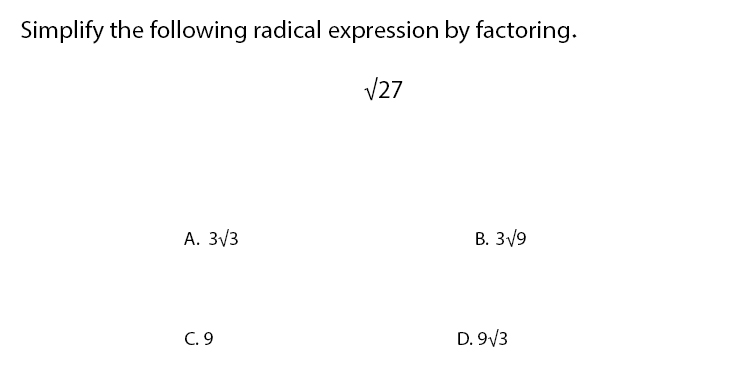 Simplify the following radical expression by factoring.
√27
A. 3√3 B. 3√9
C. 9 D. 9√3